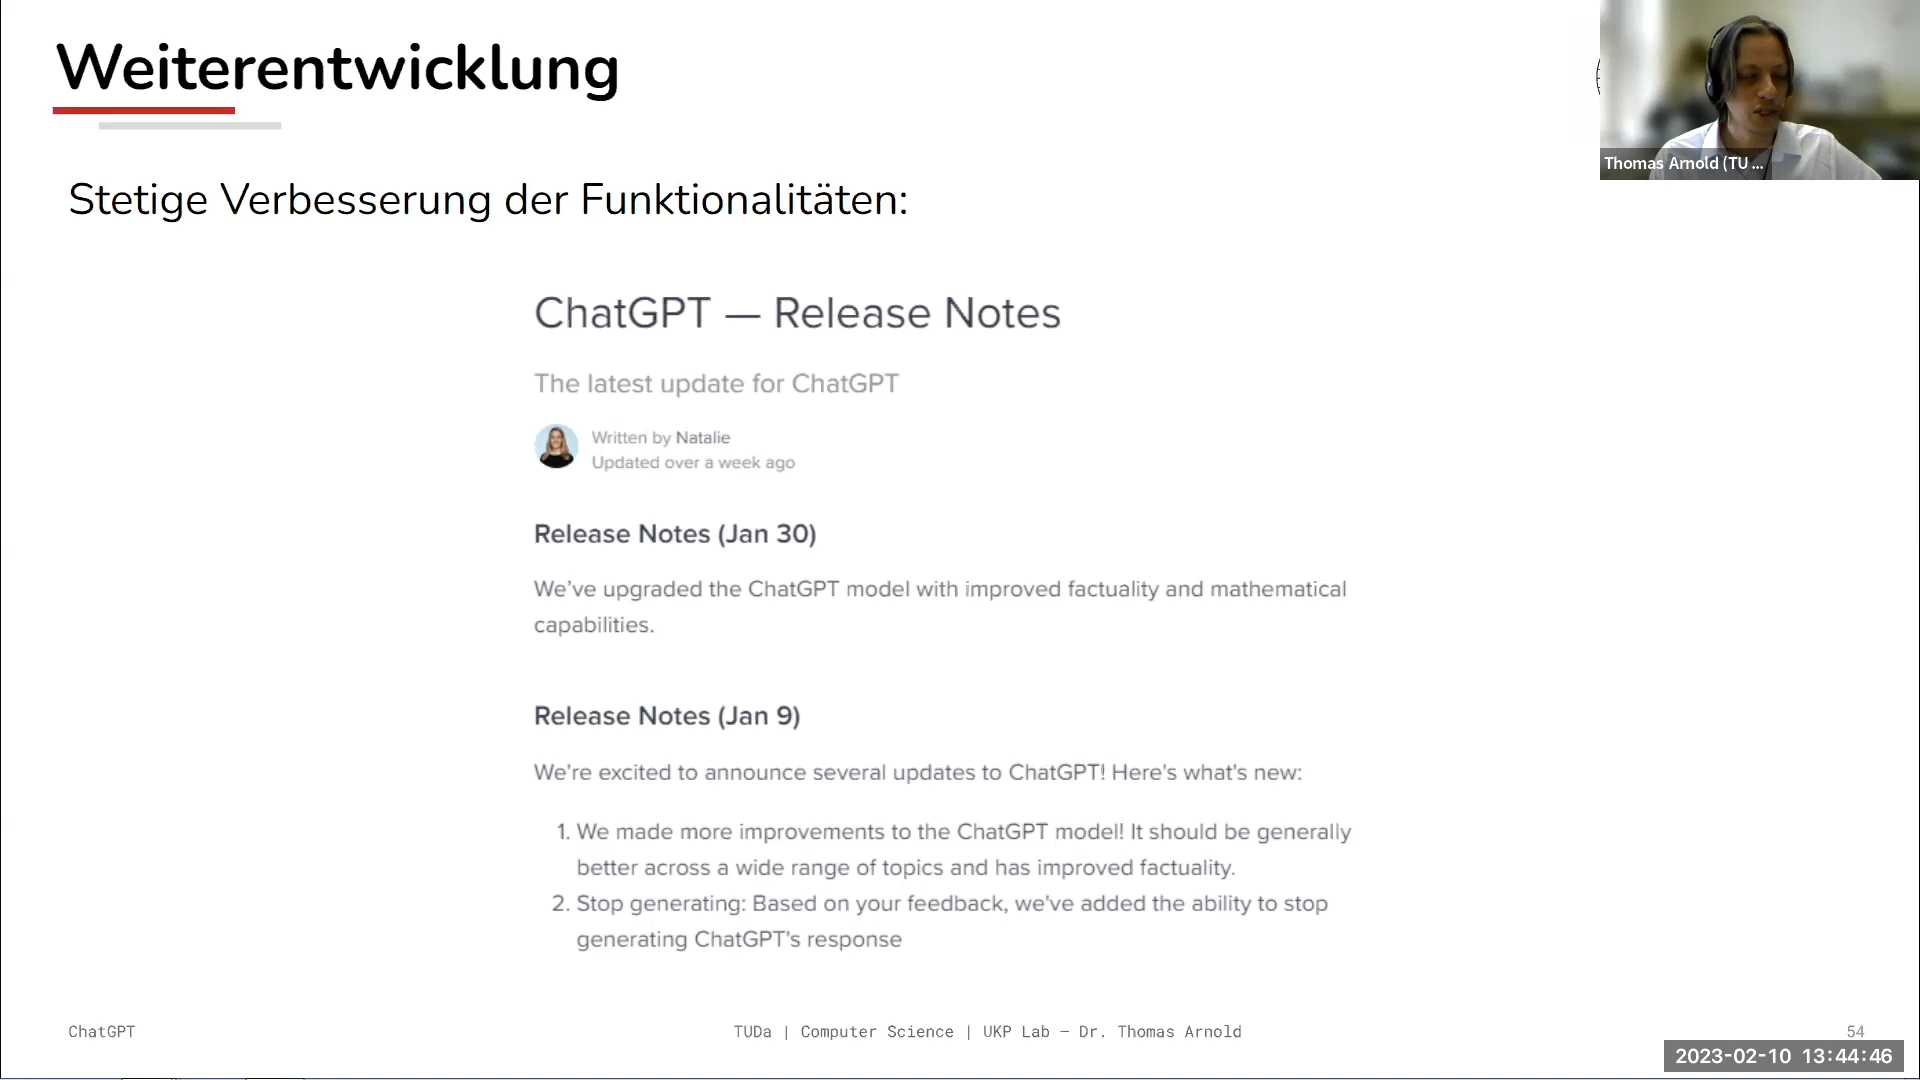 Weiterentwicklung
Thomas Arnold (TU ...
Stetige Verbesserung der Funktionalitäten:
ChatGPT — Release Notes
The latest update for ChatGPT
Written by Natalie
Updated over a week ago
Release Notes (Jan 30)
We’ve upgraded the ChatGPT model with improved factuality and mathematical
capabilities.
Release Notes (Jan 9)
We're excited to announce several updates to ChatGPT! Here's what's new:
1. We made more improvements to the ChatGPT model! It should be generally
better across a wide range of topics and has improved factuality.
2. Stop generating: Based on your feedback, we've added the ability to stop
generating ChatGPT's response
ChatGPT
TUDa | Computer Science | UKP Lab – Dr. Thomas Arnold
54
2023-02-10 13:44:46